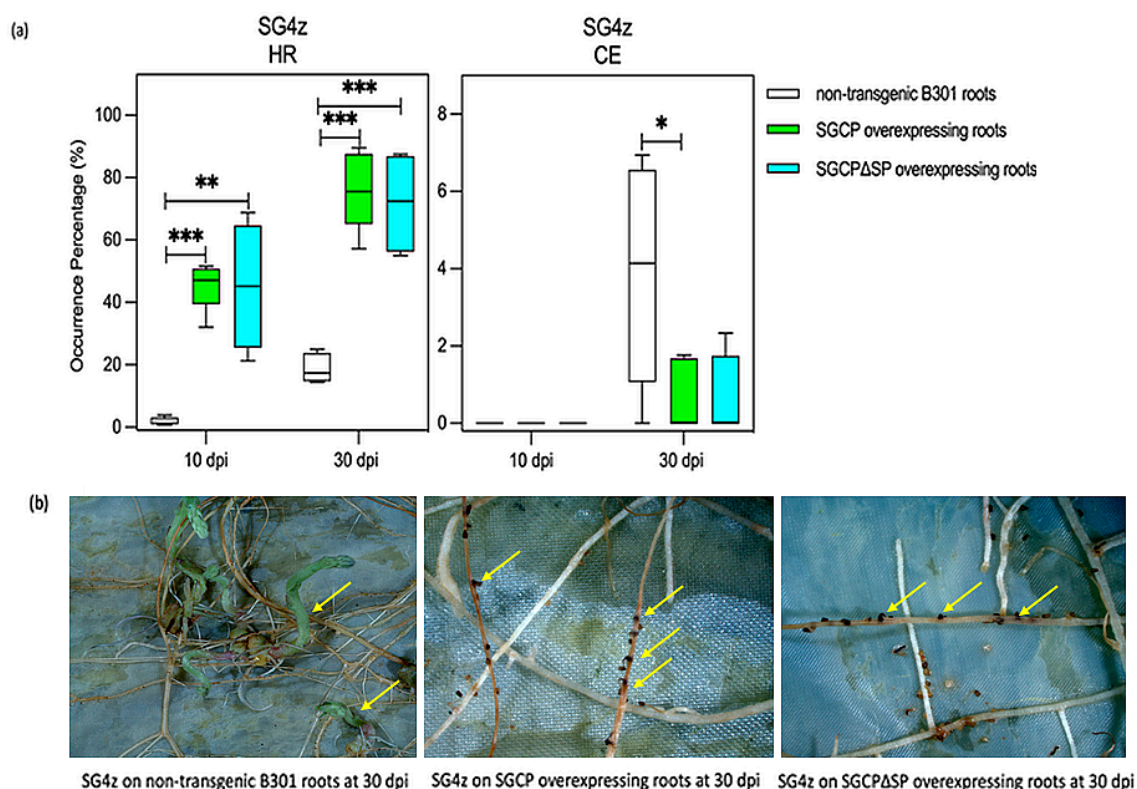 (a)
SG4z
HR
SG4z
CE
Occurrence Percentage (%)
100
80
60
40
20
0
***
**
***
***
10 dpi
30 dpi
8
6
4
2
0
*
10 dpi
30 dpi
non-transgenic B301 roots
SGCP overexpressing roots
SGCPΔSP overexpressing roots
(b)
SG4z on non-transgenic B301 roots at 30 dpi
SG4z on SGCP overexpressing roots at 30 dpi
SG4z on SGCPΔSP overexpressing roots at 30 dpi